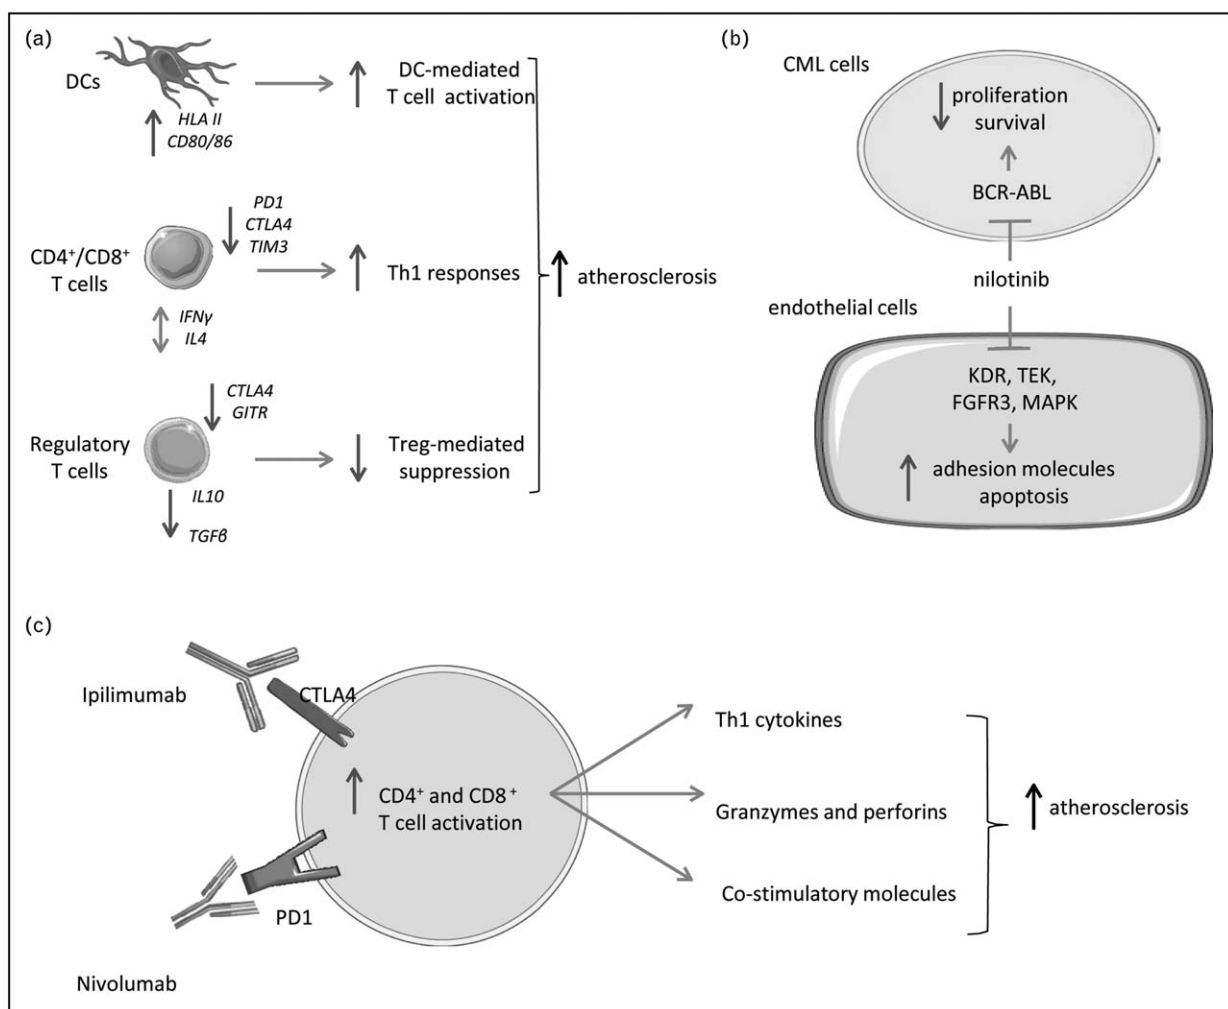 (a)
DCs
HLA II
CD80/86
DC-mediated
T cell activation
CD4⁺/CD8⁺
T cells
PD1
CTLA4
TIM3
IFNγ
IL4
Th1 responses
atherosclerosis
Regulatory
T cells
CTLA4
GITR
IL10
TGFβ
Treg-mediated
suppression
(b)
CML cells
proliferation
survival
BCR-ABL
nilotinib
endothelial cells
KDR, TEK,
FGFR3, MAPK
adhesion molecules
apoptosis
(c)
Ipilimumab
CTLA4
CD4⁺ and CD8⁺
T cell activation
PD1
Nivolumab
Th1 cytokines
Granzymes and perforins
Co-stimulatory molecules
atherosclerosis